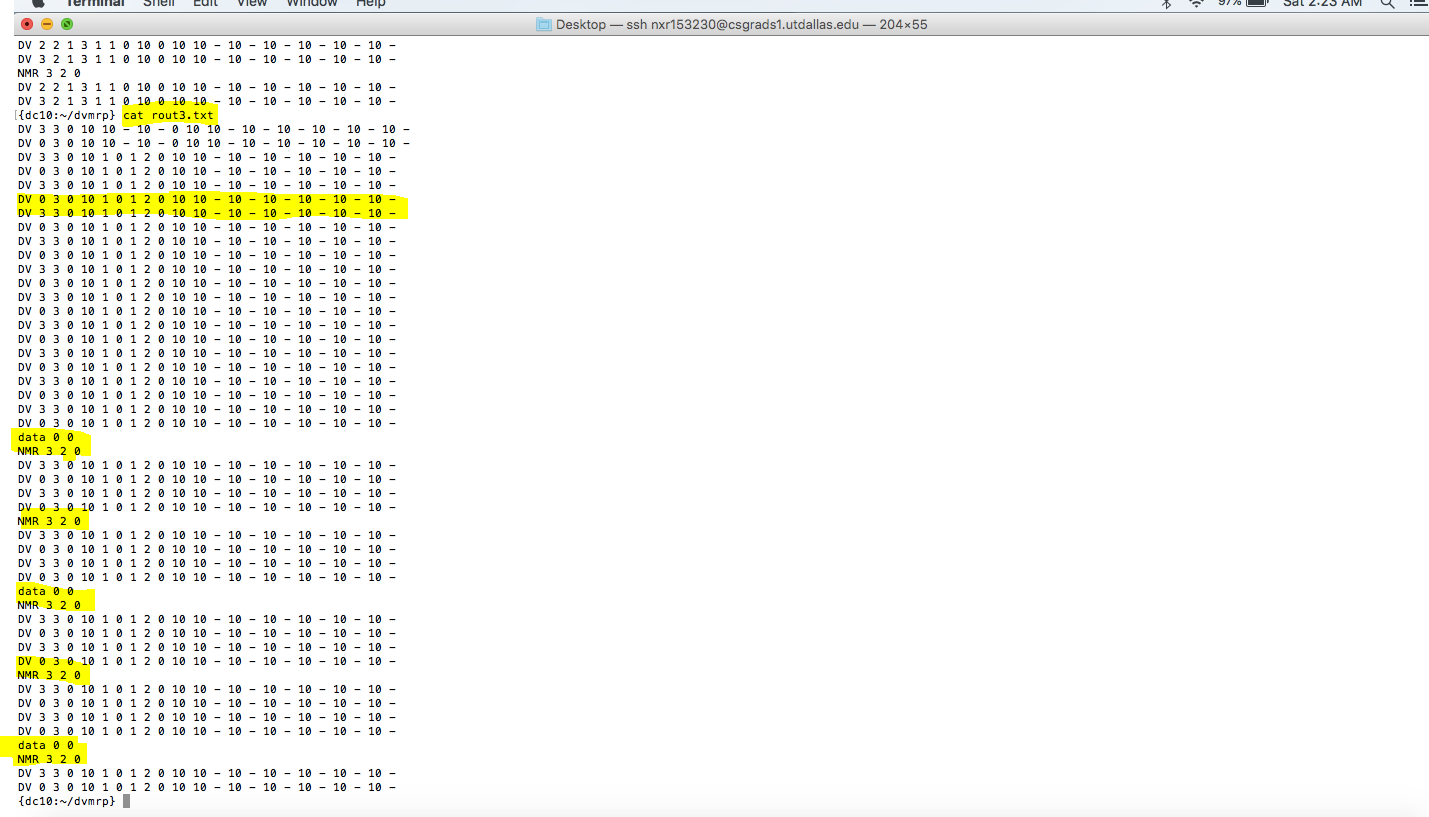 Terminal Shell Edit View Window Help 97% Sat 2:23 AM
Desktop — ssh nxr153230@csgrads1.utdallas.edu — 204×55
DV 2 2 1 3 1 1 0 10 0 10 10 - 10 - 10 - 10 - 10 - 10 -
DV 3 2 1 3 1 1 0 10 0 10 10 - 10 - 10 - 10 - 10 - 10 -
NMR 3 2 0
DV 2 2 1 3 1 1 0 10 0 10 10 - 10 - 10 - 10 - 10 - 10 -
DV 3 2 1 3 1 1 0 10 0 10 10 - 10 - 10 - 10 - 10 - 10 -
[{dc10:~/dvmrp} cat rout3.txt
DV 3 3 0 10 10 - 10 - 0 10 10 - 10 - 10 - 10 - 10 - 10 -
DV 0 3 0 10 10 - 10 - 0 10 10 - 10 - 10 - 10 - 10 - 10 -
DV 3 3 0 10 1 0 1 2 0 10 10 - 10 - 10 - 10 - 10 - 10 -
DV 0 3 0 10 1 0 1 2 0 10 10 - 10 - 10 - 10 - 10 - 10 -
DV 3 3 0 10 1 0 1 2 0 10 10 - 10 - 10 - 10 - 10 - 10 -
DV 0 3 0 10 1 0 1 2 0 10 10 - 10 - 10 - 10 - 10 - 10 -
DV 3 3 0 10 1 0 1 2 0 10 10 - 10 - 10 - 10 - 10 - 10 -
DV 0 3 0 10 1 0 1 2 0 10 10 - 10 - 10 - 10 - 10 - 10 -
DV 3 3 0 10 1 0 1 2 0 10 10 - 10 - 10 - 10 - 10 - 10 -
DV 0 3 0 10 1 0 1 2 0 10 10 - 10 - 10 - 10 - 10 - 10 -
DV 3 3 0 10 1 0 1 2 0 10 10 - 10 - 10 - 10 - 10 - 10 -
DV 0 3 0 10 1 0 1 2 0 10 10 - 10 - 10 - 10 - 10 - 10 -
DV 3 3 0 10 1 0 1 2 0 10 10 - 10 - 10 - 10 - 10 - 10 -
DV 0 3 0 10 1 0 1 2 0 10 10 - 10 - 10 - 10 - 10 - 10 -
DV 3 3 0 10 1 0 1 2 0 10 10 - 10 - 10 - 10 - 10 - 10 -
DV 0 3 0 10 1 0 1 2 0 10 10 - 10 - 10 - 10 - 10 - 10 -
DV 3 3 0 10 1 0 1 2 0 10 10 - 10 - 10 - 10 - 10 - 10 -
DV 0 3 0 10 1 0 1 2 0 10 10 - 10 - 10 - 10 - 10 - 10 -
DV 3 3 0 10 1 0 1 2 0 10 10 - 10 - 10 - 10 - 10 - 10 -
DV 0 3 0 10 1 0 1 2 0 10 10 - 10 - 10 - 10 - 10 - 10 -
DV 3 3 0 10 1 0 1 2 0 10 10 - 10 - 10 - 10 - 10 - 10 -
DV 0 3 0 10 1 0 1 2 0 10 10 - 10 - 10 - 10 - 10 - 10 -
data 0 0
NMR 3 2 0
DV 3 3 0 10 1 0 1 2 0 10 10 - 10 - 10 - 10 - 10 - 10 -
DV 0 3 0 10 1 0 1 2 0 10 10 - 10 - 10 - 10 - 10 - 10 -
DV 3 3 0 10 1 0 1 2 0 10 10 - 10 - 10 - 10 - 10 - 10 -
DV 0 3 0 10 1 0 1 2 0 10 10 - 10 - 10 - 10 - 10 - 10 -
NMR 3 2 0
DV 3 3 0 10 1 0 1 2 0 10 10 - 10 - 10 - 10 - 10 - 10 -
DV 0 3 0 10 1 0 1 2 0 10 10 - 10 - 10 - 10 - 10 - 10 -
DV 3 3 0 10 1 0 1 2 0 10 10 - 10 - 10 - 10 - 10 - 10 -
DV 0 3 0 10 1 0 1 2 0 10 10 - 10 - 10 - 10 - 10 - 10 -
data 0 0
NMR 3 2 0
DV 3 3 0 10 1 0 1 2 0 10 10 - 10 - 10 - 10 - 10 - 10 -
DV 0 3 0 10 1 0 1 2 0 10 10 - 10 - 10 - 10 - 10 - 10 -
DV 3 3 0 10 1 0 1 2 0 10 10 - 10 - 10 - 10 - 10 - 10 -
DV 0 3 0 10 1 0 1 2 0 10 10 - 10 - 10 - 10 - 10 - 10 -
NMR 3 2 0
DV 3 3 0 10 1 0 1 2 0 10 10 - 10 - 10 - 10 - 10 - 10 -
DV 0 3 0 10 1 0 1 2 0 10 10 - 10 - 10 - 10 - 10 - 10 -
DV 3 3 0 10 1 0 1 2 0 10 10 - 10 - 10 - 10 - 10 - 10 -
DV 0 3 0 10 1 0 1 2 0 10 10 - 10 - 10 - 10 - 10 - 10 -
data 0 0
NMR 3 2 0
DV 3 3 0 10 1 0 1 2 0 10 10 - 10 - 10 - 10 - 10 - 10 -
DV 0 3 0 10 1 0 1 2 0 10 10 - 10 - 10 - 10 - 10 - 10 -
{dc10:~/dvmrp}